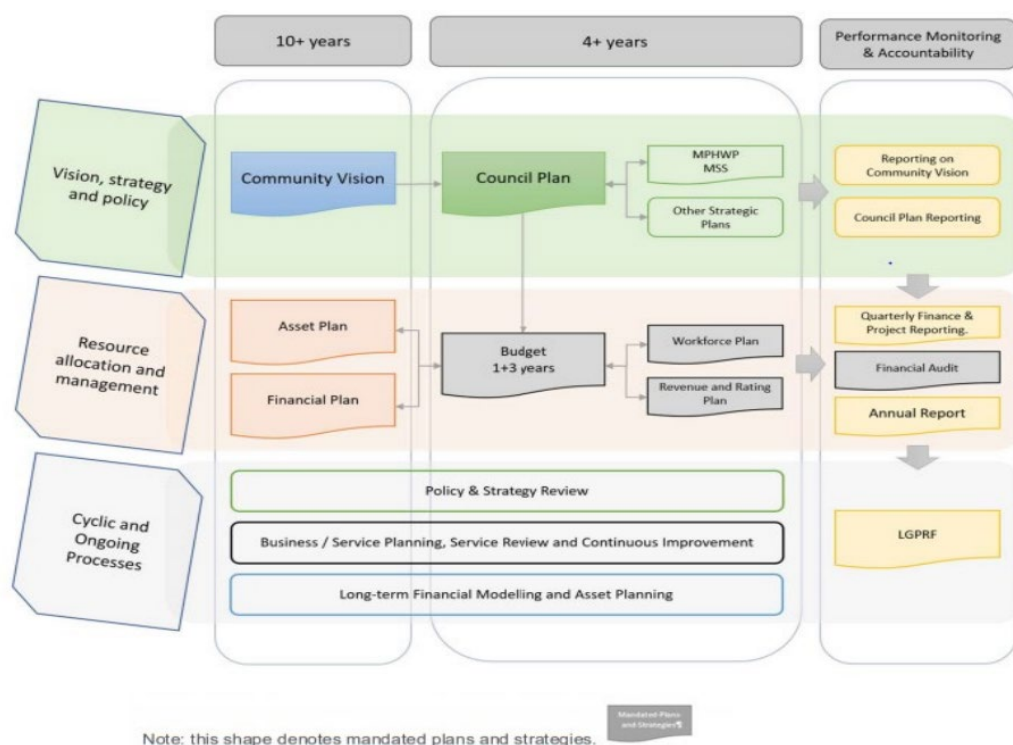 10+ years
4+ years
Performance Monitoring
& Accountability
Vision, strategy
and policy
Community Vision
Council Plan
MPHWP
MSS
Other Strategic
Plans
Reporting on
Community Vision
Council Plan Reporting
Resource
allocation and
management
Asset Plan
Financial Plan
Budget
1+3 years
Workforce Plan
Revenue and Rating
Plan
Quarterly Finance &
Project Reporting.
Financial Audit
Annual Report
Cyclic and
Ongoing
Processes
Policy & Strategy Review
Business / Service Planning, Service Review and Continuous Improvement
Long-term Financial Modelling and Asset Planning
LGPRF
Mandated Plans
and Strategies¶
Note: this shape denotes mandated plans and strategies.